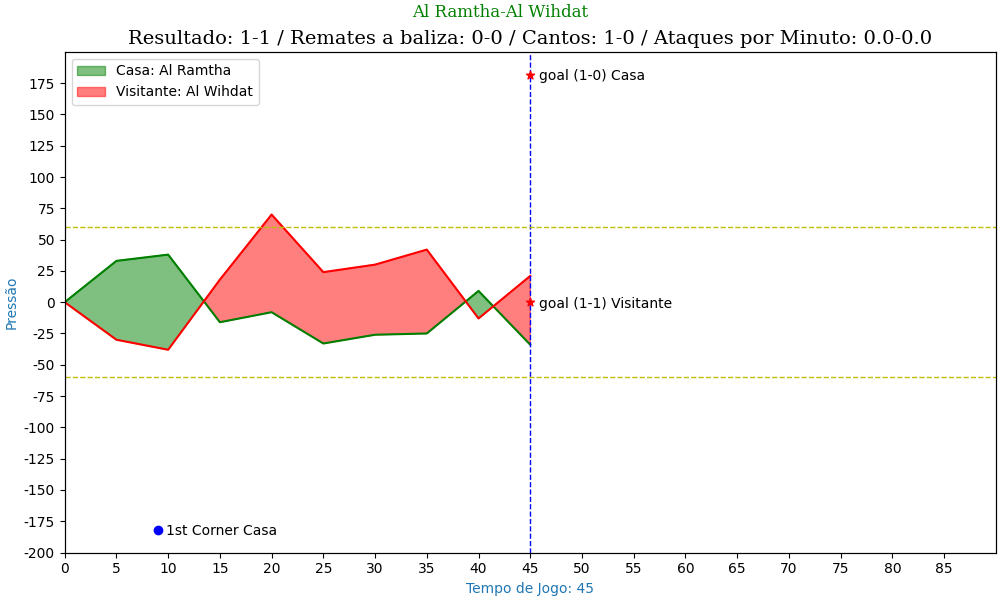 Al Ramtha-Al Wihdat
Resultado: 1-1 / Remates a baliza: 0-0 / Cantos: 1-0 / Ataques por Minuto: 0.0-0.0
Casa: Al Ramtha
Visitante: Al Wihdat
goal (1-0) Casa
goal (1-1) Visitante
1st Corner Casa
Pressão
175
150
125
100
75
50
25
0
-25
-50
-75
-100
-125
-150
-175
-200
0 5 10 15 20 25 30 35 40 45 50 55 60 65 70 75 80 85
Tempo de Jogo: 45